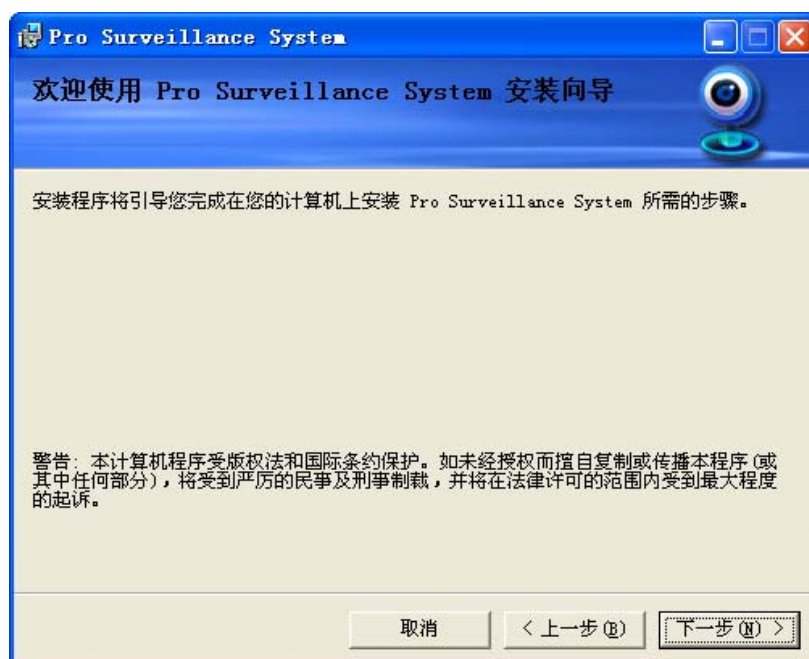 Pro Surveillance System
欢迎使用 Pro Surveillance System 安装向导
安装程序将引导您完成在您的计算机上安装 Pro Surveillance System 所需的步骤。
警告: 本计算机程序受版权法和国际条约保护。如未经授权而擅自复制或传播本程序(或
其中任何部分)，将受到严厉的民事及刑事制裁，并将在法律许可的范围内受到最大程度
的起诉。
取消
< 上一步(B)
下一步(N) >